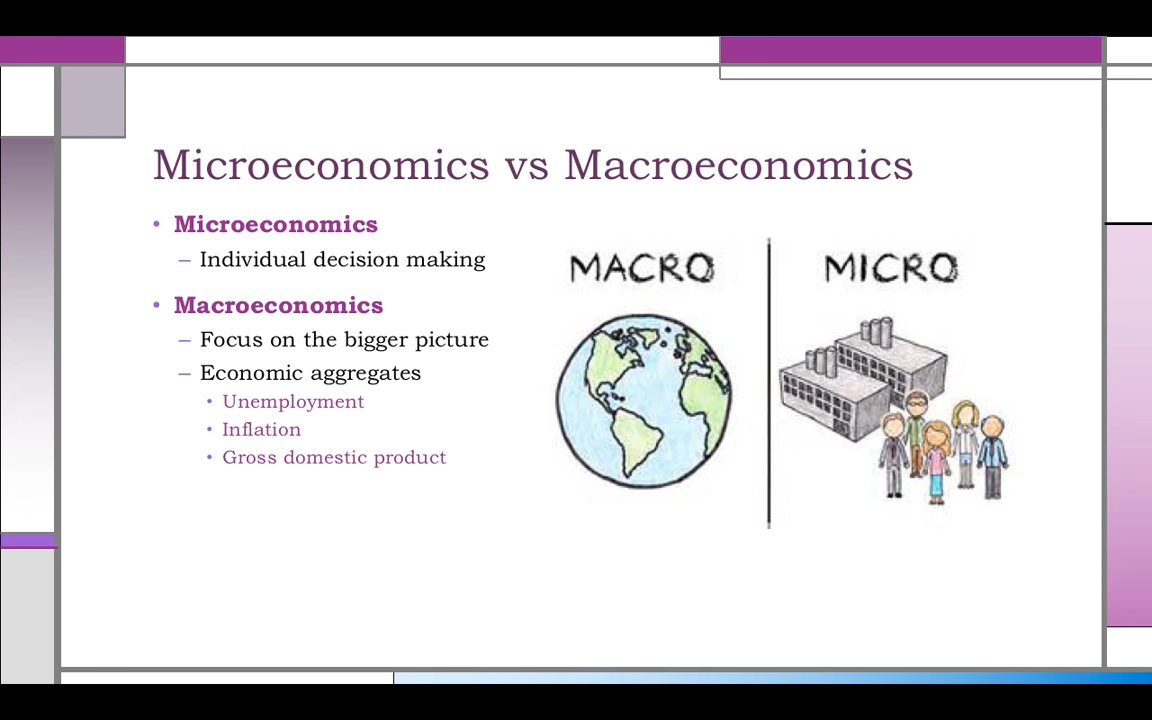 Microeconomics vs Macroeconomics
• Microeconomics
– Individual decision making
• Macroeconomics
– Focus on the bigger picture
– Economic aggregates
• Unemployment
• Inflation
• Gross domestic product
MACRO
MICRO